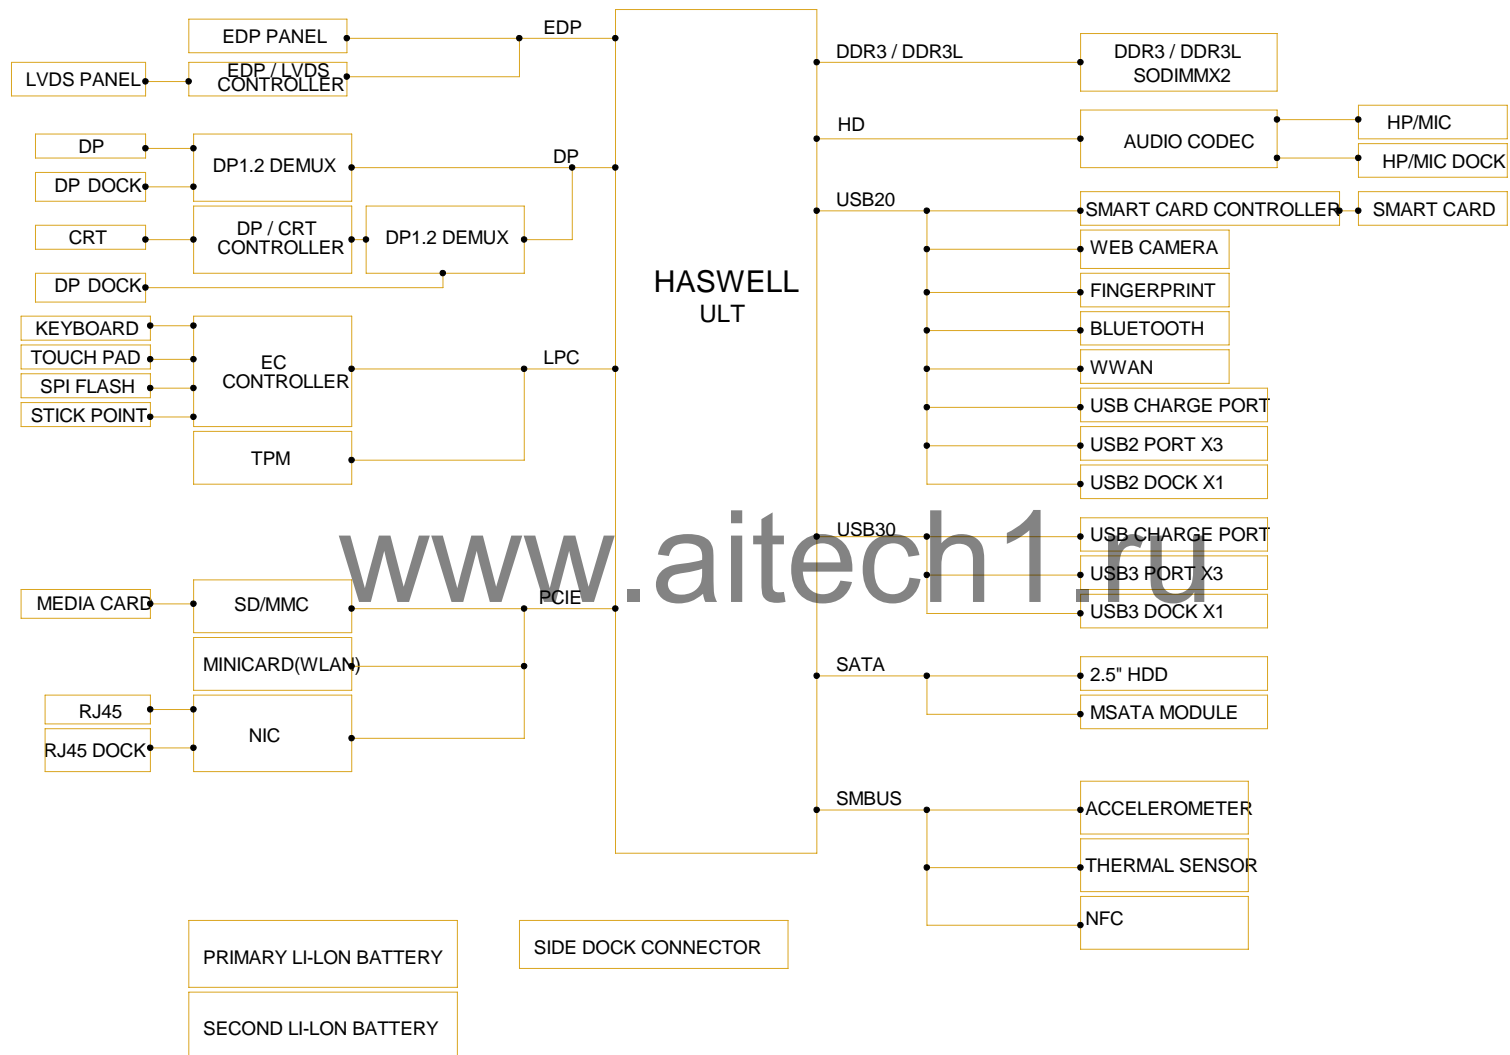 EDP PANEL
EDP
LVDS PANEL
EDP / LVDS
CONTROLLER
DP
DP DOCK
DP1.2 DEMUX
DP
CRT
DP / CRT
CONTROLLER
DP1.2 DEMUX
DP DOCK
KEYBOARD
TOUCH PAD
SPI FLASH
STICK POINT
EC
CONTROLLER
LPC
TPM
MEDIA CARD
SD/MMC
PCIE
MINICARD(WLAN)
RJ45
RJ45 DOCK
NIC
HASWELL
ULT
DDR3 / DDR3L
DDR3 / DDR3L
SODIMMX2
HD
AUDIO CODEC
HP/MIC
HP/MIC DOCK
USB20
SMART CARD CONTROLLER
SMART CARD
WEB CAMERA
FINGERPRINT
BLUETOOTH
WWAN
USB CHARGE PORT
USB2 PORT X3
USB2 DOCK X1
USB30
USB CHARGE PORT
USB3 PORT X3
USB3 DOCK X1
www.aitech1.ru
SATA
2.5" HDD
MSATA MODULE
SMBUS
ACCELEROMETER
THERMAL SENSOR
NFC
PRIMARY LI-LON BATTERY
SIDE DOCK CONNECTOR
SECOND LI-LON BATTERY